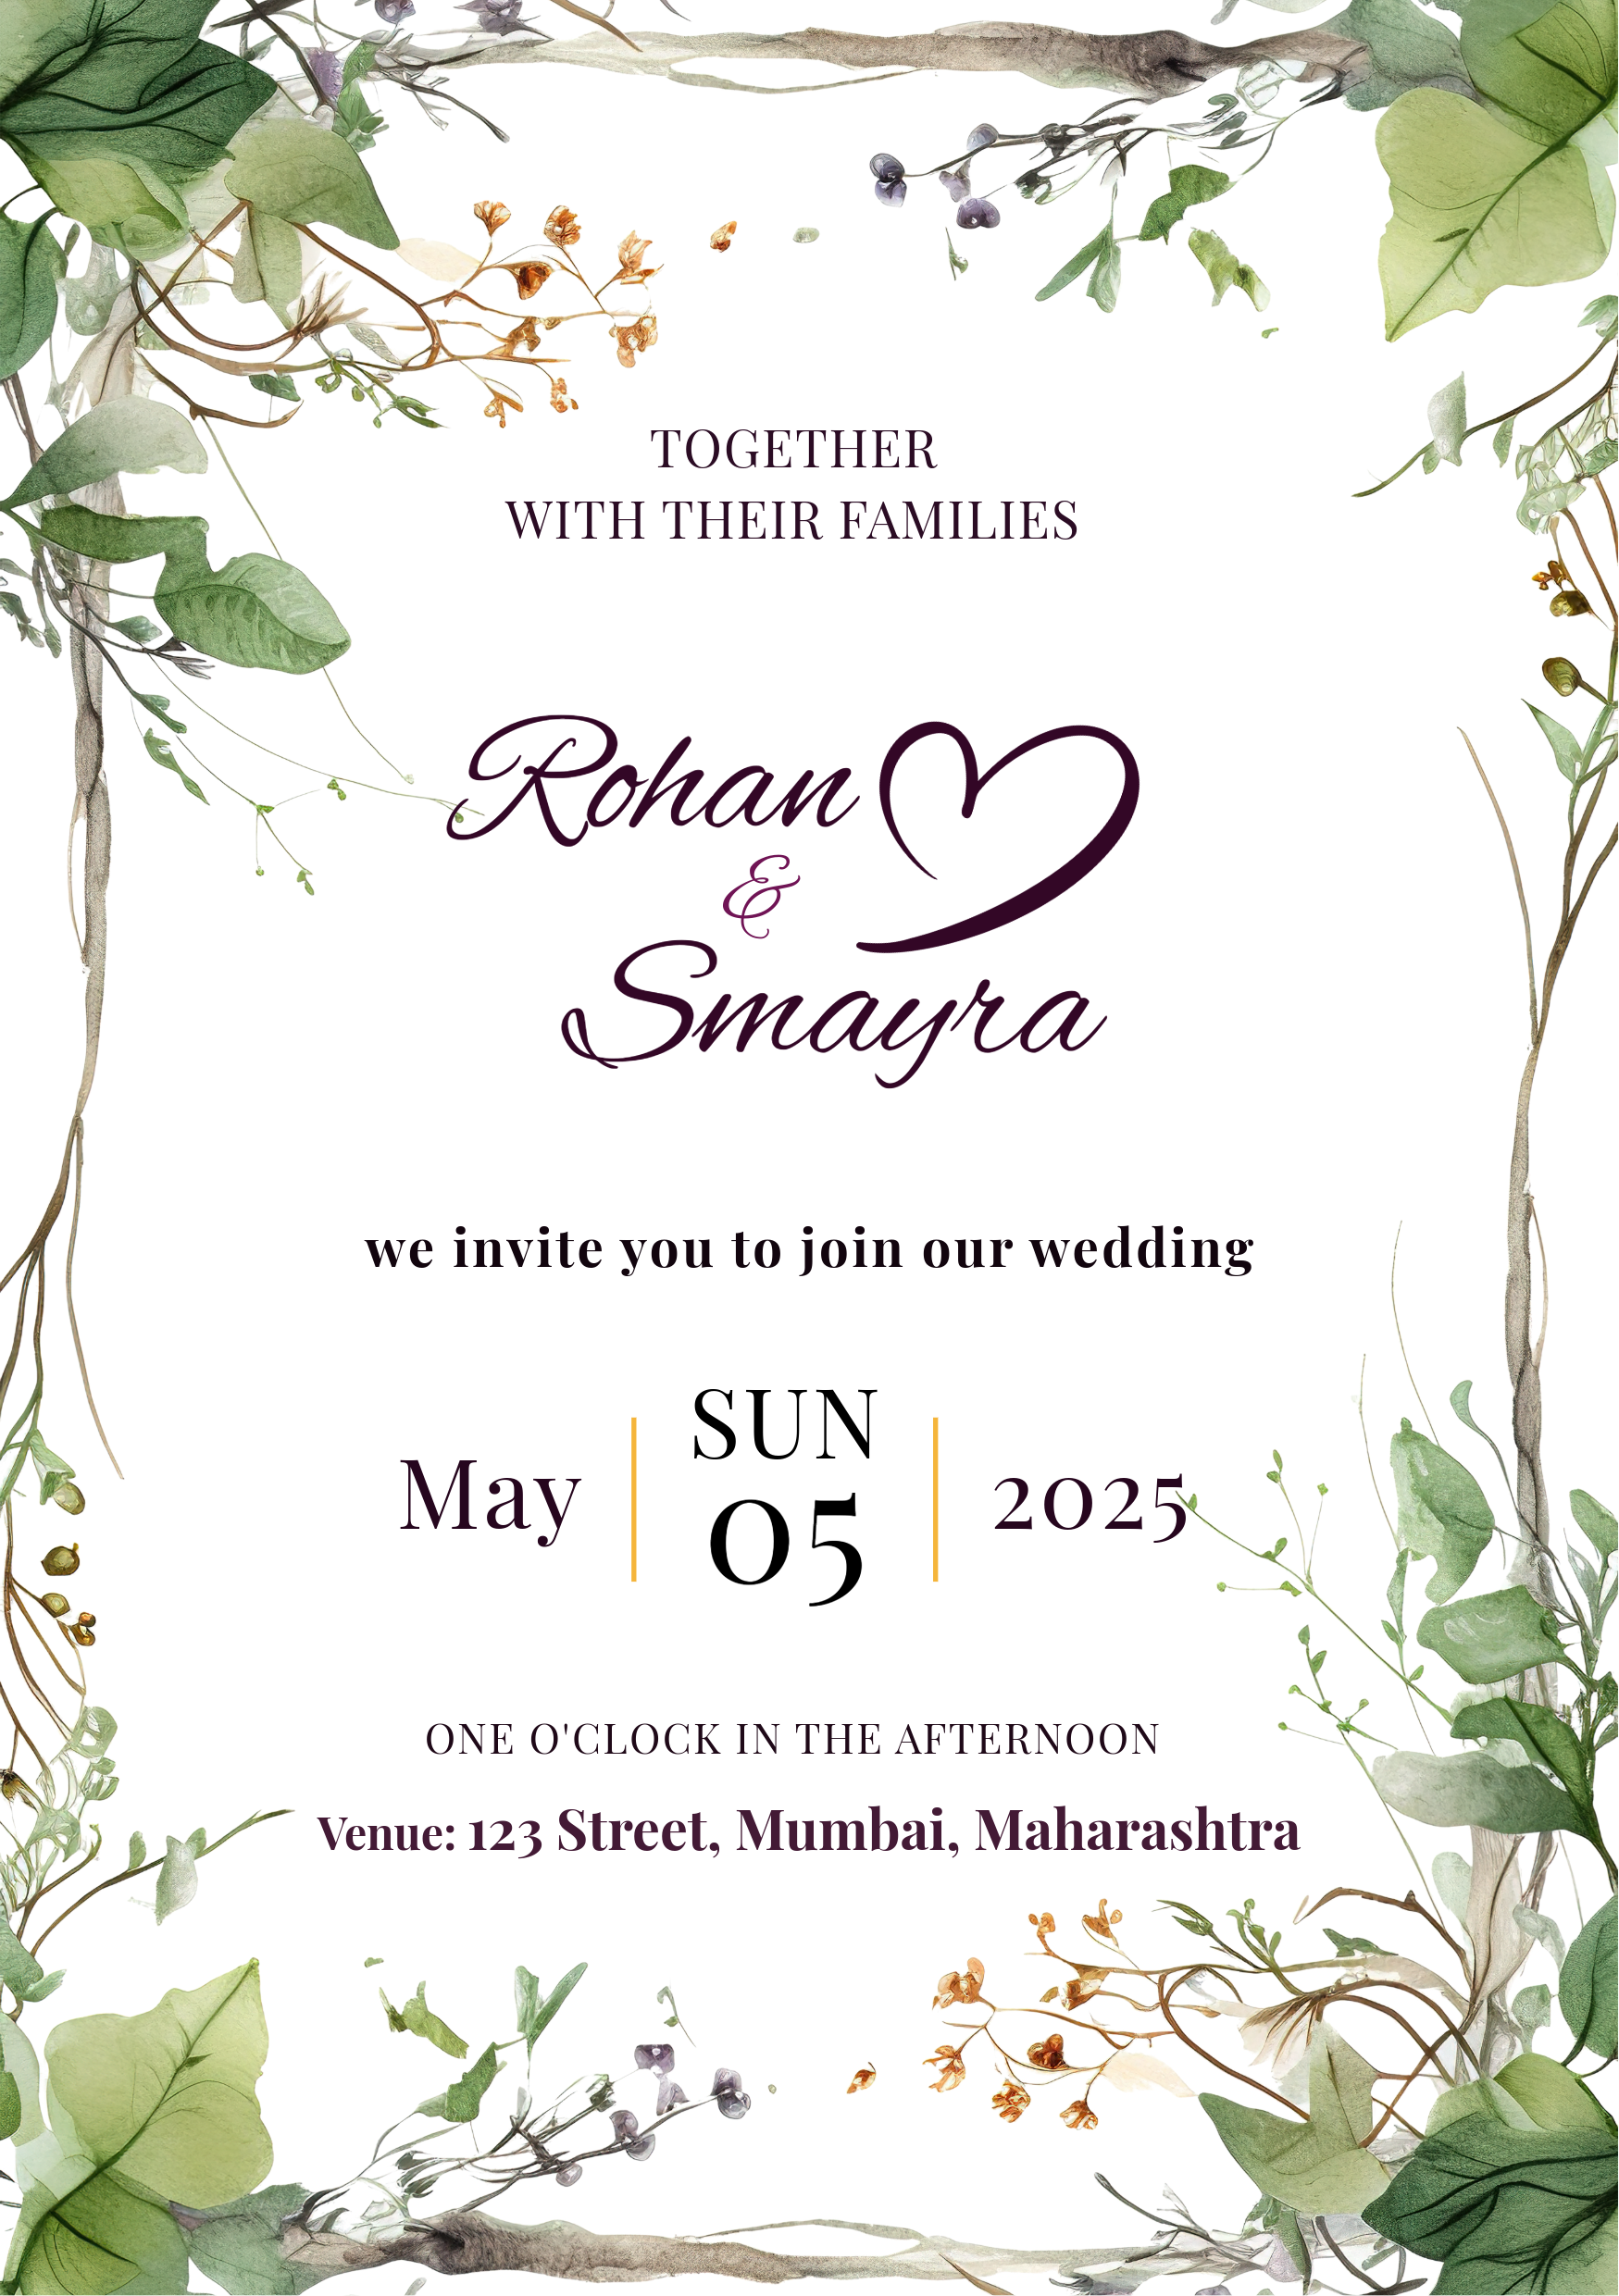 TOGETHER
WITH THEIR FAMILIES
Rohan
&
Smayra
we invite you to join our wedding
SUN
May 05 2025
ONE O'CLOCK IN THE AFTERNOON
Venue: 123 Street, Mumbai, Maharashtra